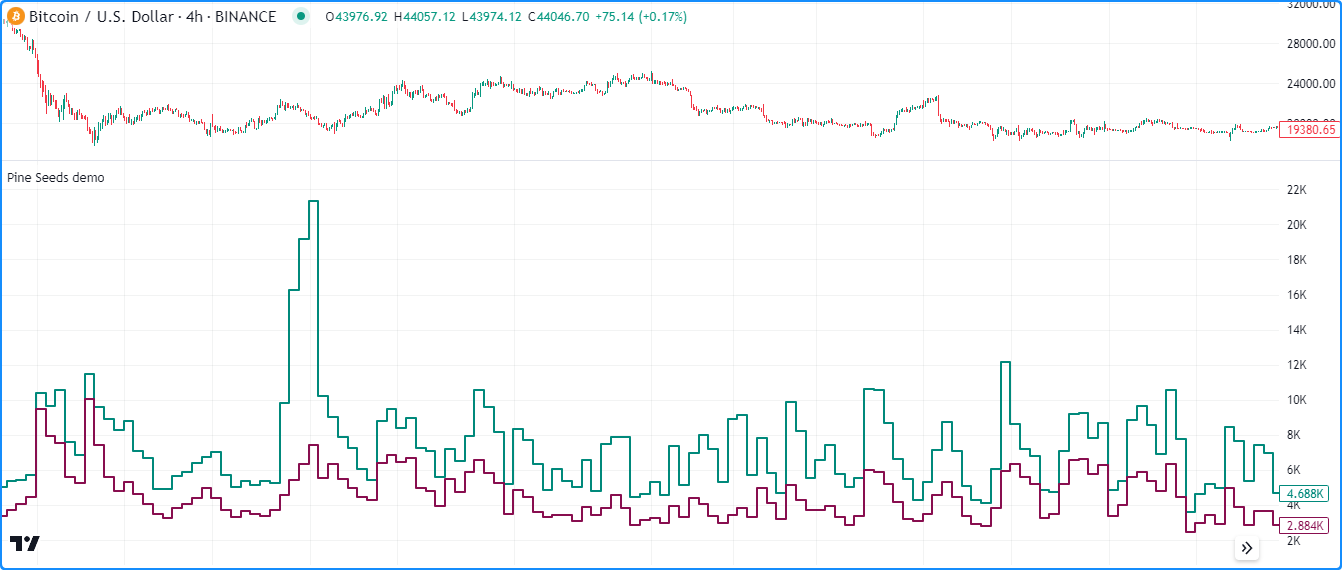 Bitcoin / U.S. Dollar · 4h · BINANCE O43976.92 H44057.12 L43974.12 C44046.70 +75.14 (+0.17%)
32000.00
28000.00
24000.00
19380.65
Pine Seeds demo
22K
20K
18K
16K
14K
12K
10K
8K
6K
4.688K
4K
2.884K
2K